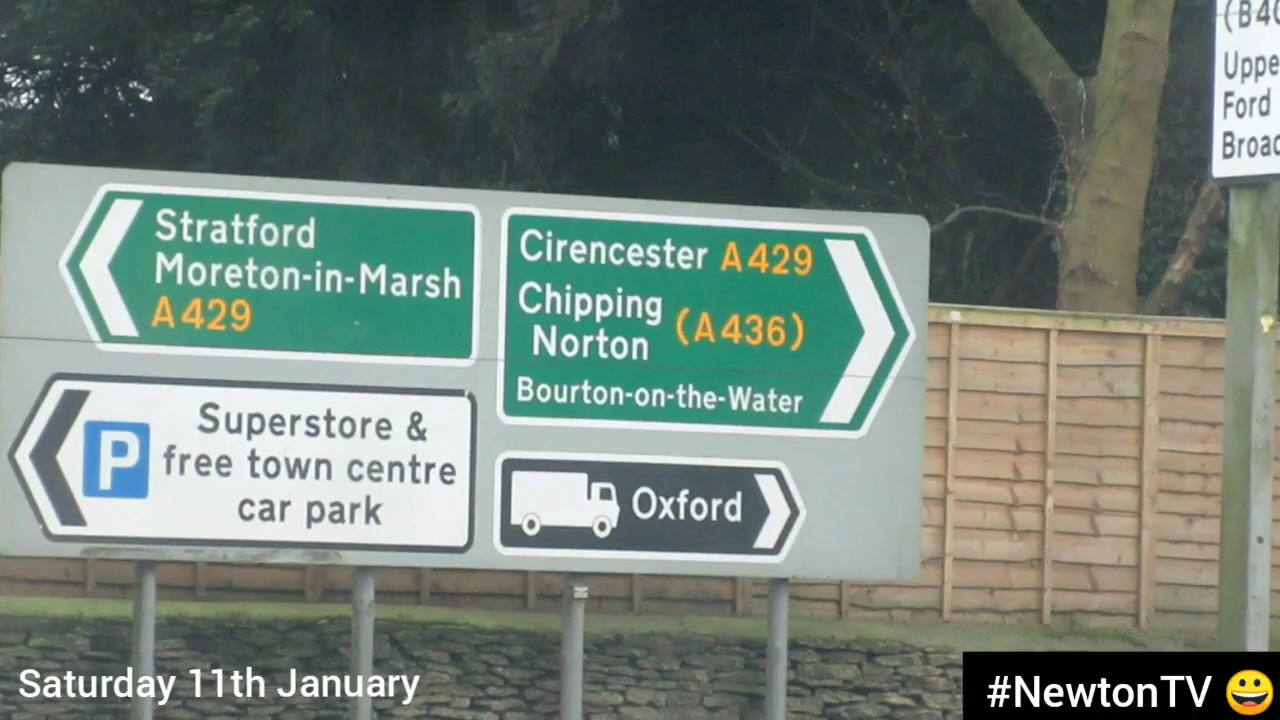 Stratford
Moreton-in-Marsh
A429
Cirencester A429
Chipping
Norton (A436)
Bourton-on-the-Water
P
Superstore &
free town centre
car park
Oxford
(B40
Uppe
Ford
Broad
Saturday 11th January
#NewtonTV 😀